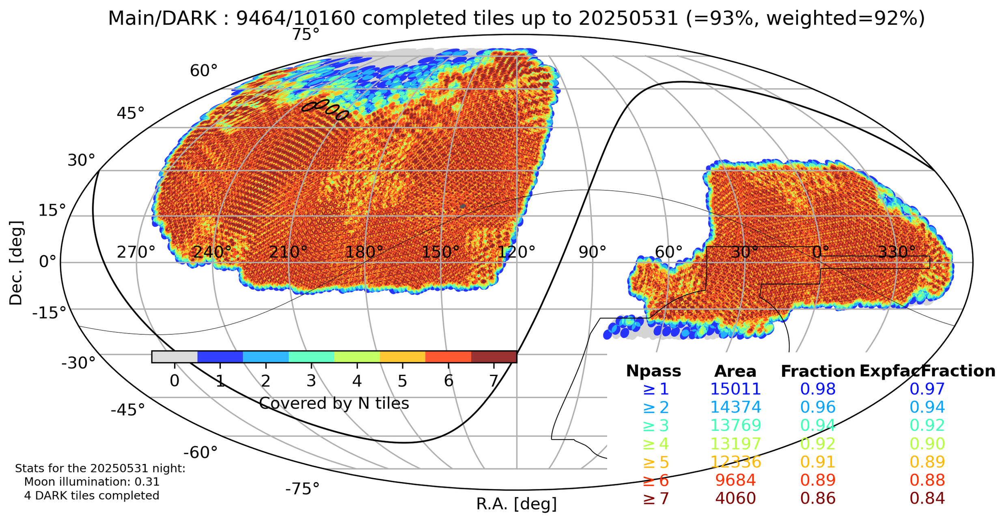 Main/DARK : 9464/10160 completed tiles up to 20250531 (=93%, weighted=92%)
75°
60°
45°
30°
15°
0°
-15°
-30°
-45°
-60°
-75°
Dec. [deg]
270° 240° 210° 180° 150° 120° 90° 60° 30° 0° 330°
0 1 2 3 4 5 6 7
Covered by N tiles
Npass Area Fraction ExpfacFraction
≥ 1 15011 0.98 0.97
≥ 2 14374 0.96 0.94
≥ 3 13769 0.94 0.92
≥ 4 13197 0.92 0.90
≥ 5 12336 0.91 0.89
≥ 6 9684 0.89 0.88
≥ 7 4060 0.86 0.84
Stats for the 20250531 night:
Moon illumination: 0.31
4 DARK tiles completed
R.A. [deg]